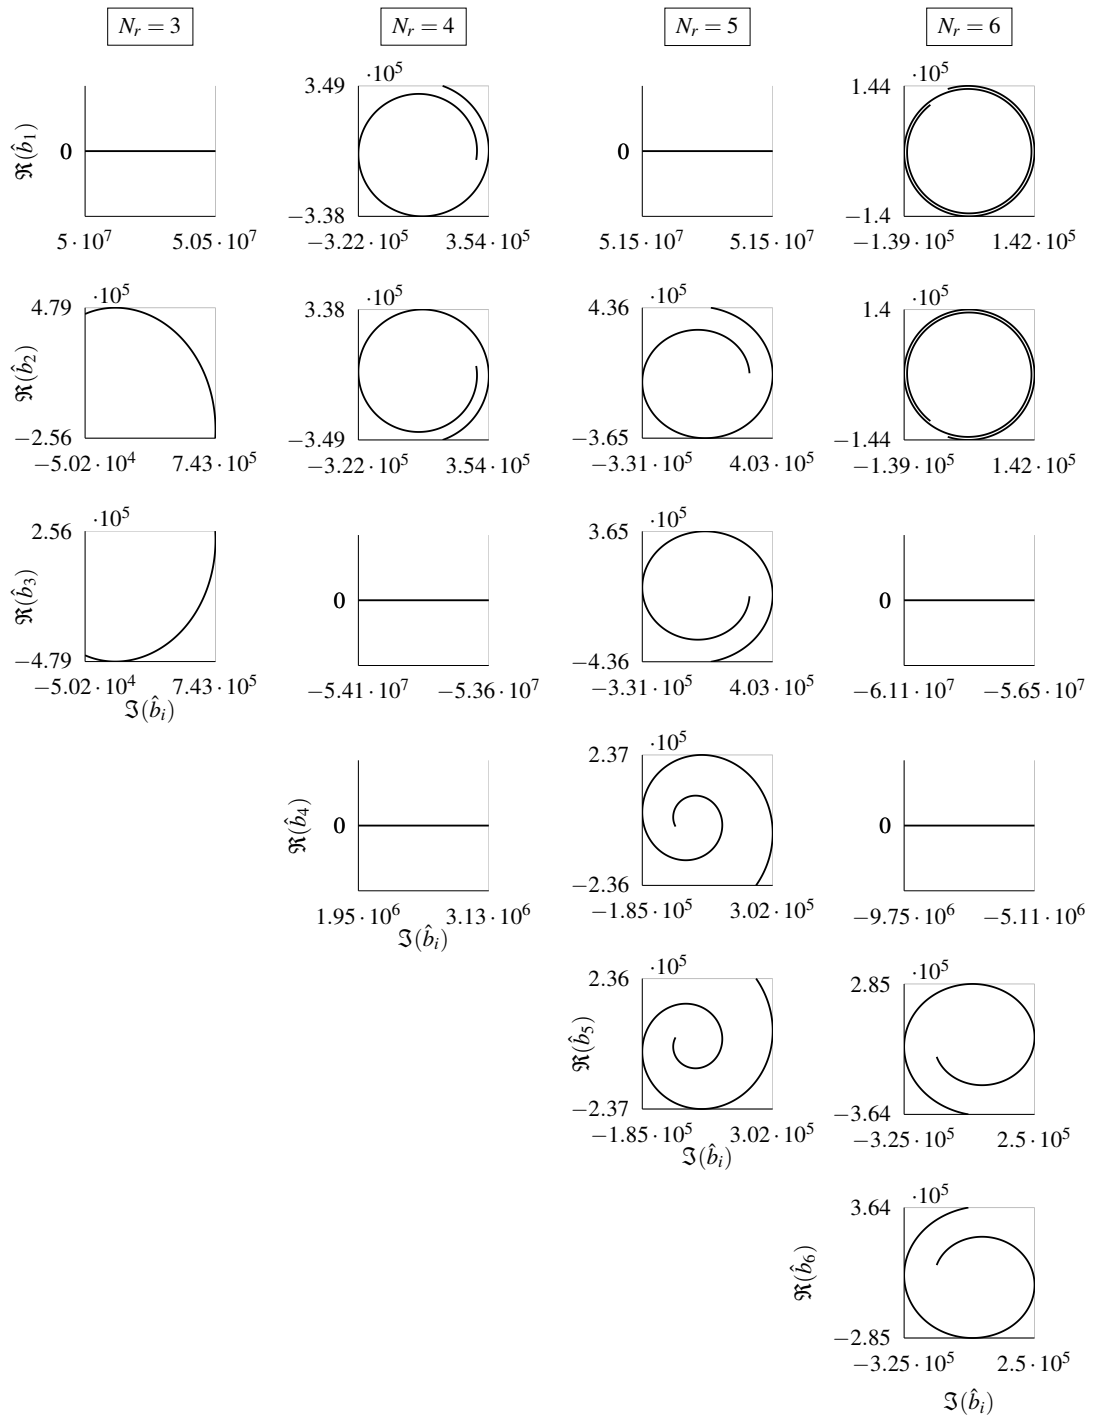 N_r = 3 N_r = 4 N_r = 5 N_r = 6
ℜ(b̂_1)
0
5 · 10^7 5.05 · 10^7
·10^5
3.49
−3.38
−3.22 · 10^5 3.54 · 10^5
0
5.15 · 10^7 5.15 · 10^7
·10^5
1.44
−1.4
−1.39 · 10^5 1.42 · 10^5
ℜ(b̂_2)
·10^5
4.79
−2.56
−5.02 · 10^4 7.43 · 10^5
·10^5
3.38
−3.49
−3.22 · 10^5 3.54 · 10^5
·10^5
4.36
−3.65
−3.31 · 10^5 4.03 · 10^5
·10^5
1.4
−1.44
−1.39 · 10^5 1.42 · 10^5
ℜ(b̂_3)
·10^5
2.56
−4.79
−5.02 · 10^4 7.43 · 10^5
ℑ(b̂_i)
0
−5.41 · 10^7 −5.36 · 10^7
·10^5
3.65
−4.36
−3.31 · 10^5 4.03 · 10^5
0
−6.11 · 10^7 −5.65 · 10^7
ℜ(b̂_4)
0
1.95 · 10^6 3.13 · 10^6
ℑ(b̂_i)
·10^5
2.37
−2.36
−1.85 · 10^5 3.02 · 10^5
0
−9.75 · 10^6 −5.11 · 10^6
ℜ(b̂_5)
·10^5
2.36
−2.37
−1.85 · 10^5 3.02 · 10^5
ℑ(b̂_i)
·10^5
2.85
−3.64
−3.25 · 10^5 2.5 · 10^5
ℜ(b̂_6)
·10^5
3.64
−2.85
−3.25 · 10^5 2.5 · 10^5
ℑ(b̂_i)